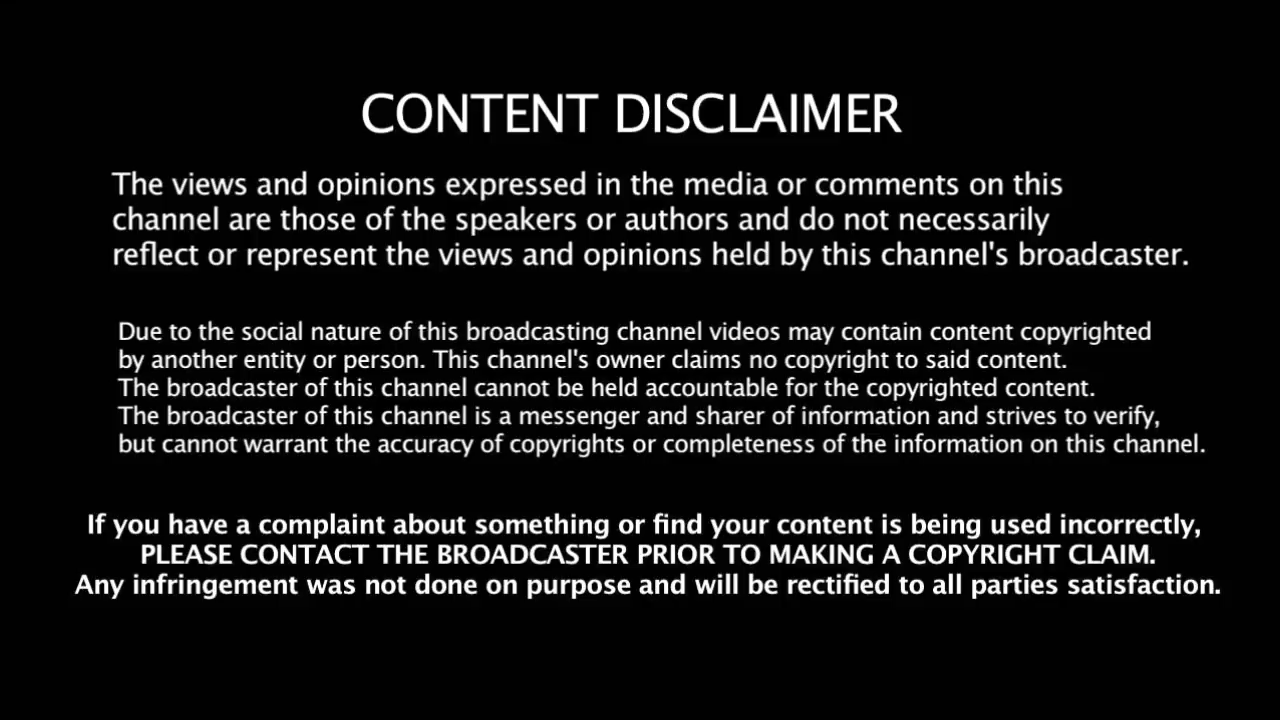 CONTENT DISCLAIMER
The views and opinions expressed in the media or comments on this
channel are those of the speakers or authors and do not necessarily
reflect or represent the views and opinions held by this channel's broadcaster.
Due to the social nature of this broadcasting channel videos may contain content copyrighted
by another entity or person. This channel's owner claims no copyright to said content.
The broadcaster of this channel cannot be held accountable for the copyrighted content.
The broadcaster of this channel is a messenger and sharer of information and strives to verify,
but cannot warrant the accuracy of copyrights or completeness of the information on this channel.
If you have a complaint about something or find your content is being used incorrectly,
PLEASE CONTACT THE BROADCASTER PRIOR TO MAKING A COPYRIGHT CLAIM.
Any infringement was not done on purpose and will be rectified to all parties satisfaction.